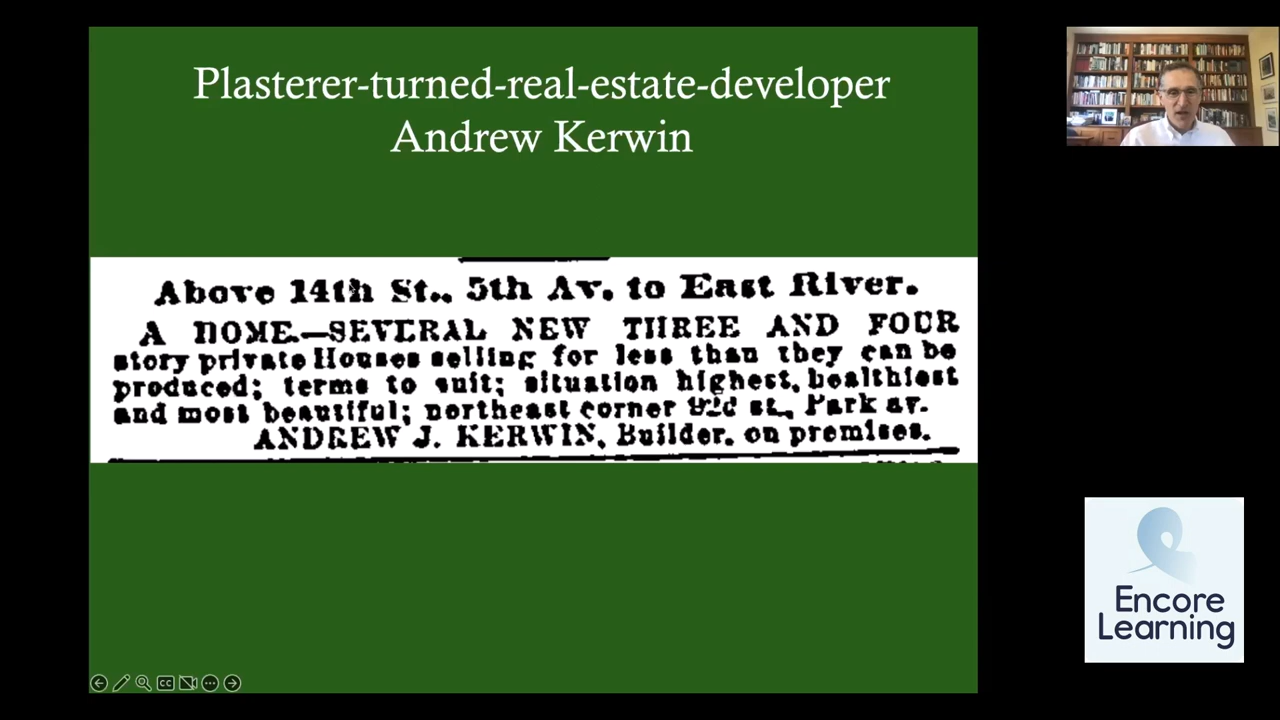 Plasterer-turned-real-estate-developer
Andrew Kerwin
Above 14th St., 5th Av. to East River.
A HOME.—SEVERAL NEW THREE AND FOUR
story private Houses selling for less than they can be
produced; terms to suit; situation highest, healthiest
and most beautiful; northeast corner 92d st., Park av.
ANDREW J. KERWIN, Builder, on premises.
CC
Encore
Learning